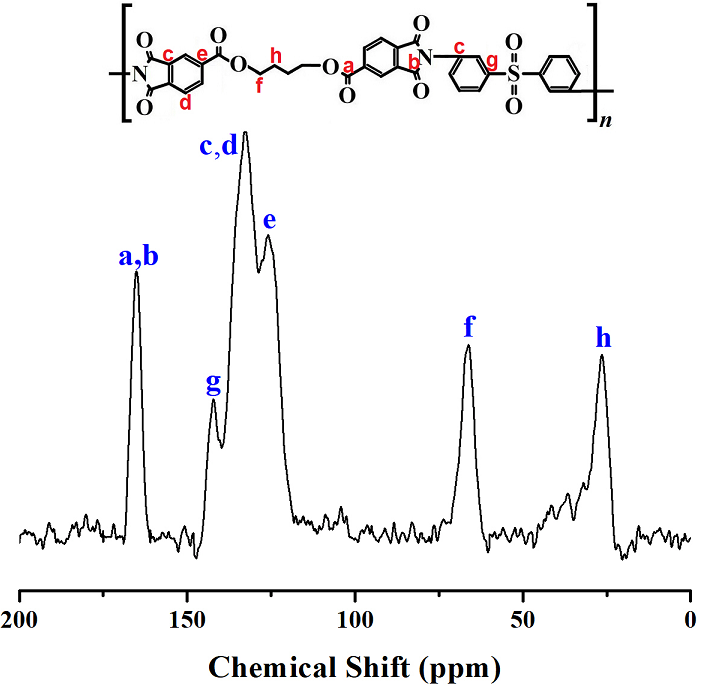 O O O O
c e h a b c g
N O O N S
f
O d O O O O n
c,d
e
a,b
f
h
g
200 150 100 50 0
Chemical Shift (ppm)